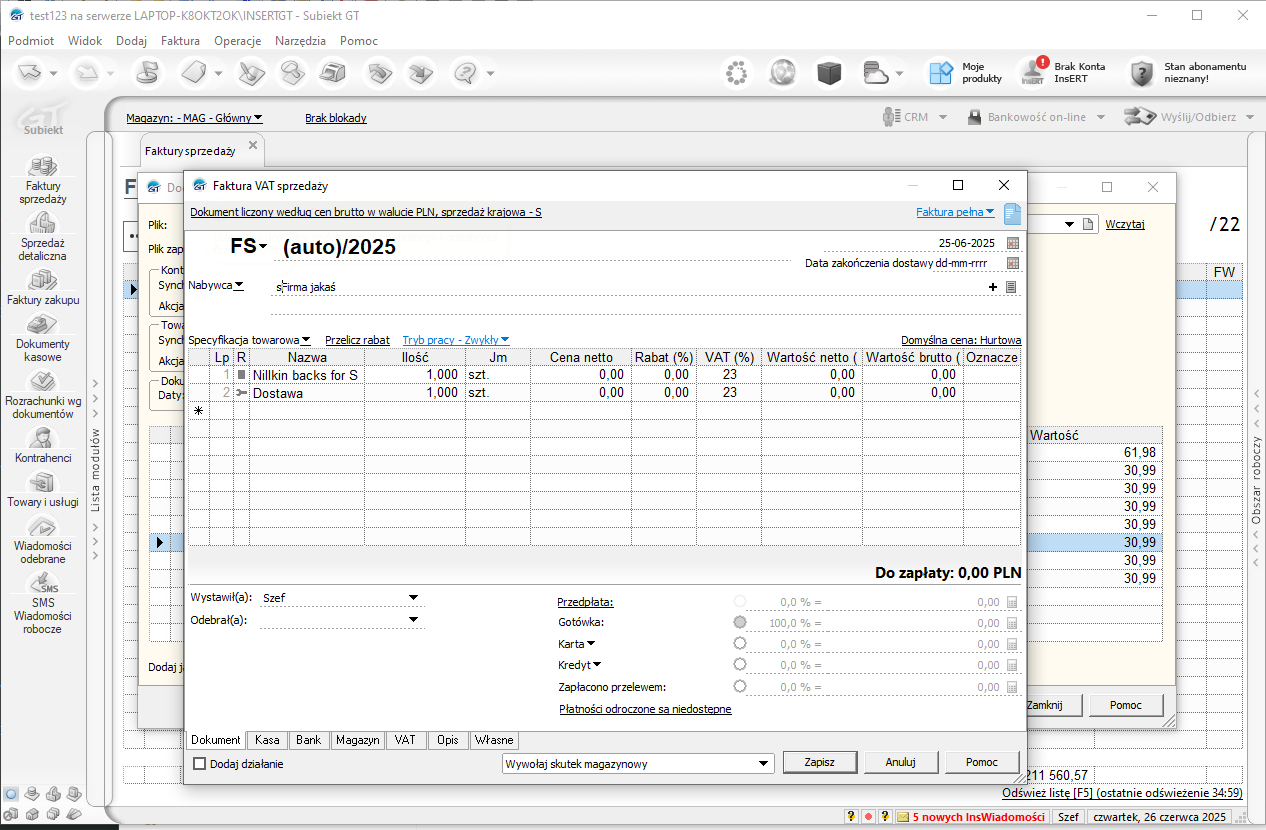 test123 na serwerze LAPTOP-K8OKT2OK\INSERTGT - Subiekt GT
Podmiot Widok Dodaj Faktura Operacje Narzędzia Pomoc
Moje produkty
Brak Konta InsERT
Stan abonamentu nieznany!
GT
Subiekt
Magazyn: - MAG - Główny
Brak blokady
CRM
Bankowość on-line
Wyślij/Odbierz
Faktury sprzedaży
Faktury sprzedaży
Sprzedaż detaliczna
Faktury zakupu
Dokumenty kasowe
Rozrachunki wg dokumentów
Kontrahenci
Towary i usługi
Wiadomości odebrane
SMS
SMS
Wiadomości robocze
Lista modułów
Obszar roboczy
F
/22
FW
Do
Plik:
Plik zap
Kont
Synch
Akcja
Towa
Synch
Akcja
Doku
Daty:
Dodaj ja
Wczytaj
Wartość
61,98
30,99
30,99
30,99
30,99
30,99
30,99
30,99
Zamknij Pomoc
Faktura VAT sprzedaży
Dokument liczony według cen brutto w walucie PLN, sprzedaż krajowa - S
Faktura pełna
FS (auto)/2025
25-06-2025
Data zakończenia dostawy dd-mm-rrrr
Nabywca sFirma jakaś
Specyfikacja towarowa Przelicz rabat Tryb pracy - Zwykły Domyślna cena: Hurtowa
Lp R Nazwa Ilość Jm Cena netto Rabat (%) VAT (%) Wartość netto ( Wartość brutto ( Oznacze
1 Nillkin backs for S 1,000 szt. 0,00 0,00 23 0,00 0,00
2 Dostawa 1,000 szt. 0,00 0,00 23 0,00 0,00
Do zapłaty: 0,00 PLN
Wystawił(a): Szef
Odebrał(a):
Przedpłata: 0,0 % = 0,00
Gotówka: 100,0 % = 0,00
Karta 0,0 % = 0,00
Kredyt 0,0 % = 0,00
Zapłacono przelewem: 0,0 % = 0,00
Płatności odroczone są niedostępne
Dokument Kasa Bank Magazyn VAT Opis Własne
Dodaj działanie
Wywołaj skutek magazynowy
Zapisz Anuluj Pomoc
211 560,57
Odśwież listę [F5] (ostatnie odświeżenie 34:59)
5 nowych InsWiadomości Szef czwartek, 26 czerwca 2025